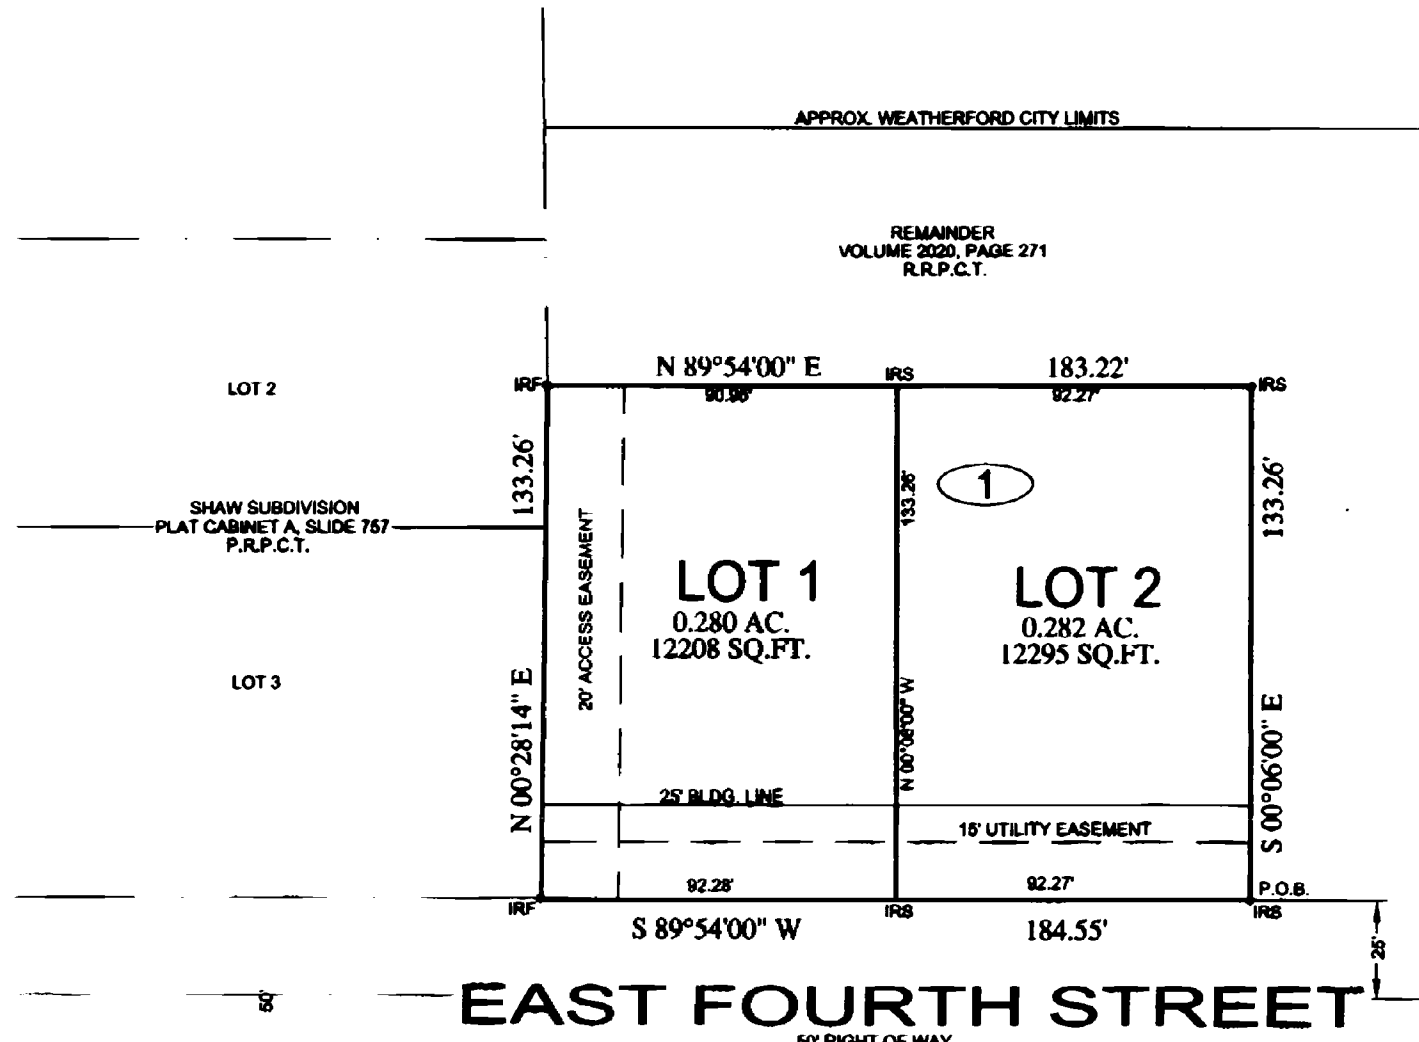 APPROX. WEATHERFORD CITY LIMITS
REMAINDER
VOLUME 2020, PAGE 271
R.R.P.C.T.
N 89°54'00" E
183.22'
IRF
IRS
IRS
90.95'
92.27'
LOT 2
133.26'
133.26'
133.26'
1
SHAW SUBDIVISION
PLAT CABINET A, SLIDE 757
P.R.P.C.T.
20' ACCESS EASEMENT
LOT 1
0.280 AC.
12208 SQ.FT.
LOT 2
0.282 AC.
12295 SQ.FT.
LOT 3
N 00°28'14" E
N 00°06'00" W
S 00°06'00" E
25' BLDG. LINE
15' UTILITY EASEMENT
92.28'
92.27'
P.O.B.
IRF
IRS
IRS
S 89°54'00" W
184.55'
25'
50'
EAST FOURTH STREET
50' RIGHT OF WAY